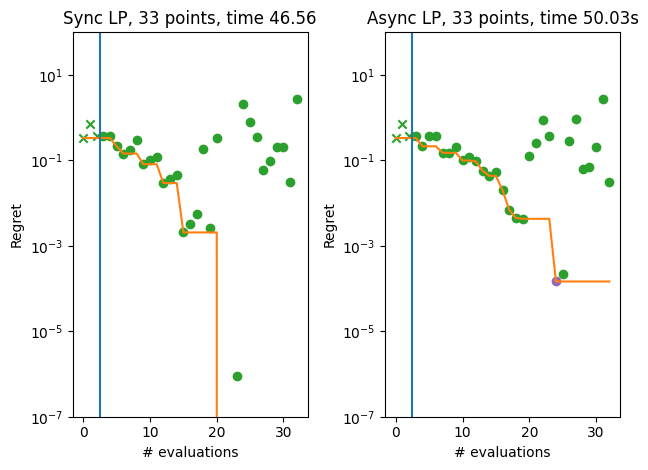 Sync LP, 33 points, time 46.56
Regret
10^1
10^-1
10^-3
10^-5
10^-7
0 10 20 30
# evaluations
Async LP, 33 points, time 50.03s
Regret
10^1
10^-1
10^-3
10^-5
10^-7
0 10 20 30
# evaluations